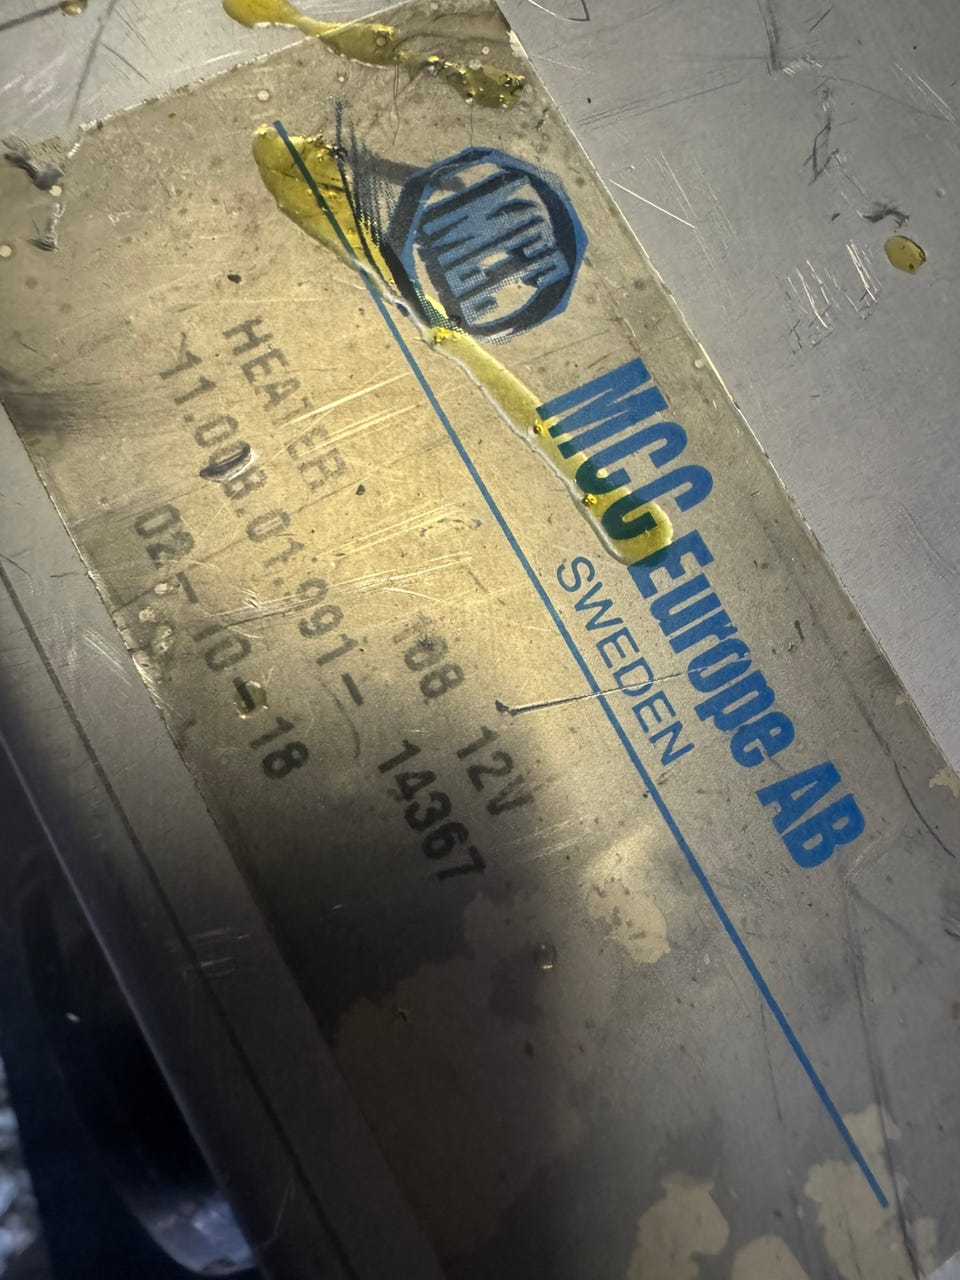 MCC
MCC Europe AB
SWEDEN
HEATER 108 12V
11.008.01.991- 14367
02-10-18